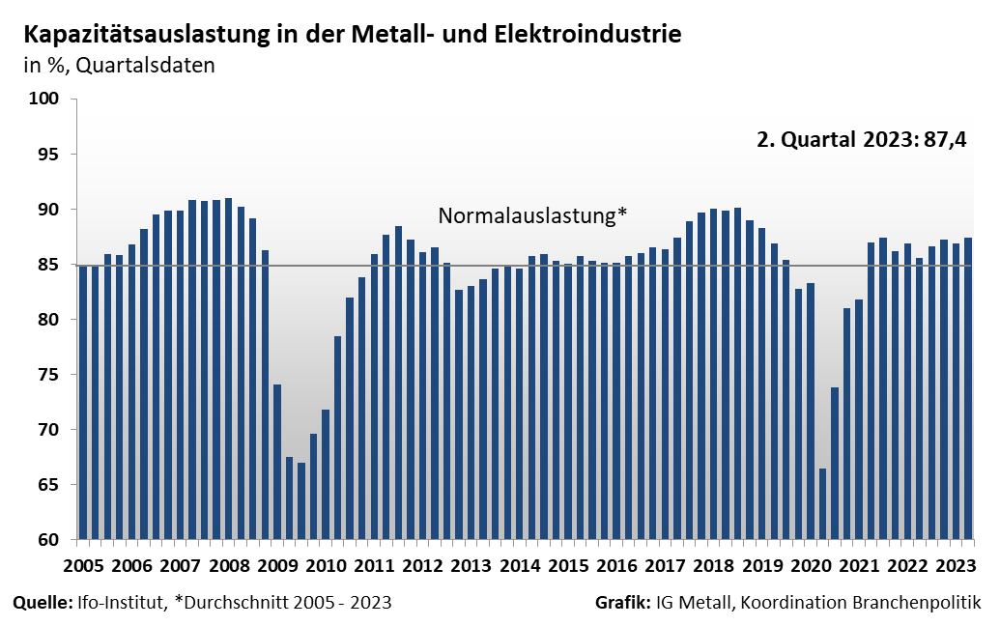 Kapazitätsauslastung in der Metall- und Elektroindustrie
in %, Quartalsdaten
100
2. Quartal 2023: 87,4
95
90
Normalauslastung*
85
80
75
70
65
60
2005 2006 2007 2008 2009 2010 2011 2012 2013 2014 2015 2016 2017 2018 2019 2020 2021 2022 2023
Quelle: Ifo-Institut, *Durchschnitt 2005 - 2023
Grafik: IG Metall, Koordination Branchenpolitik